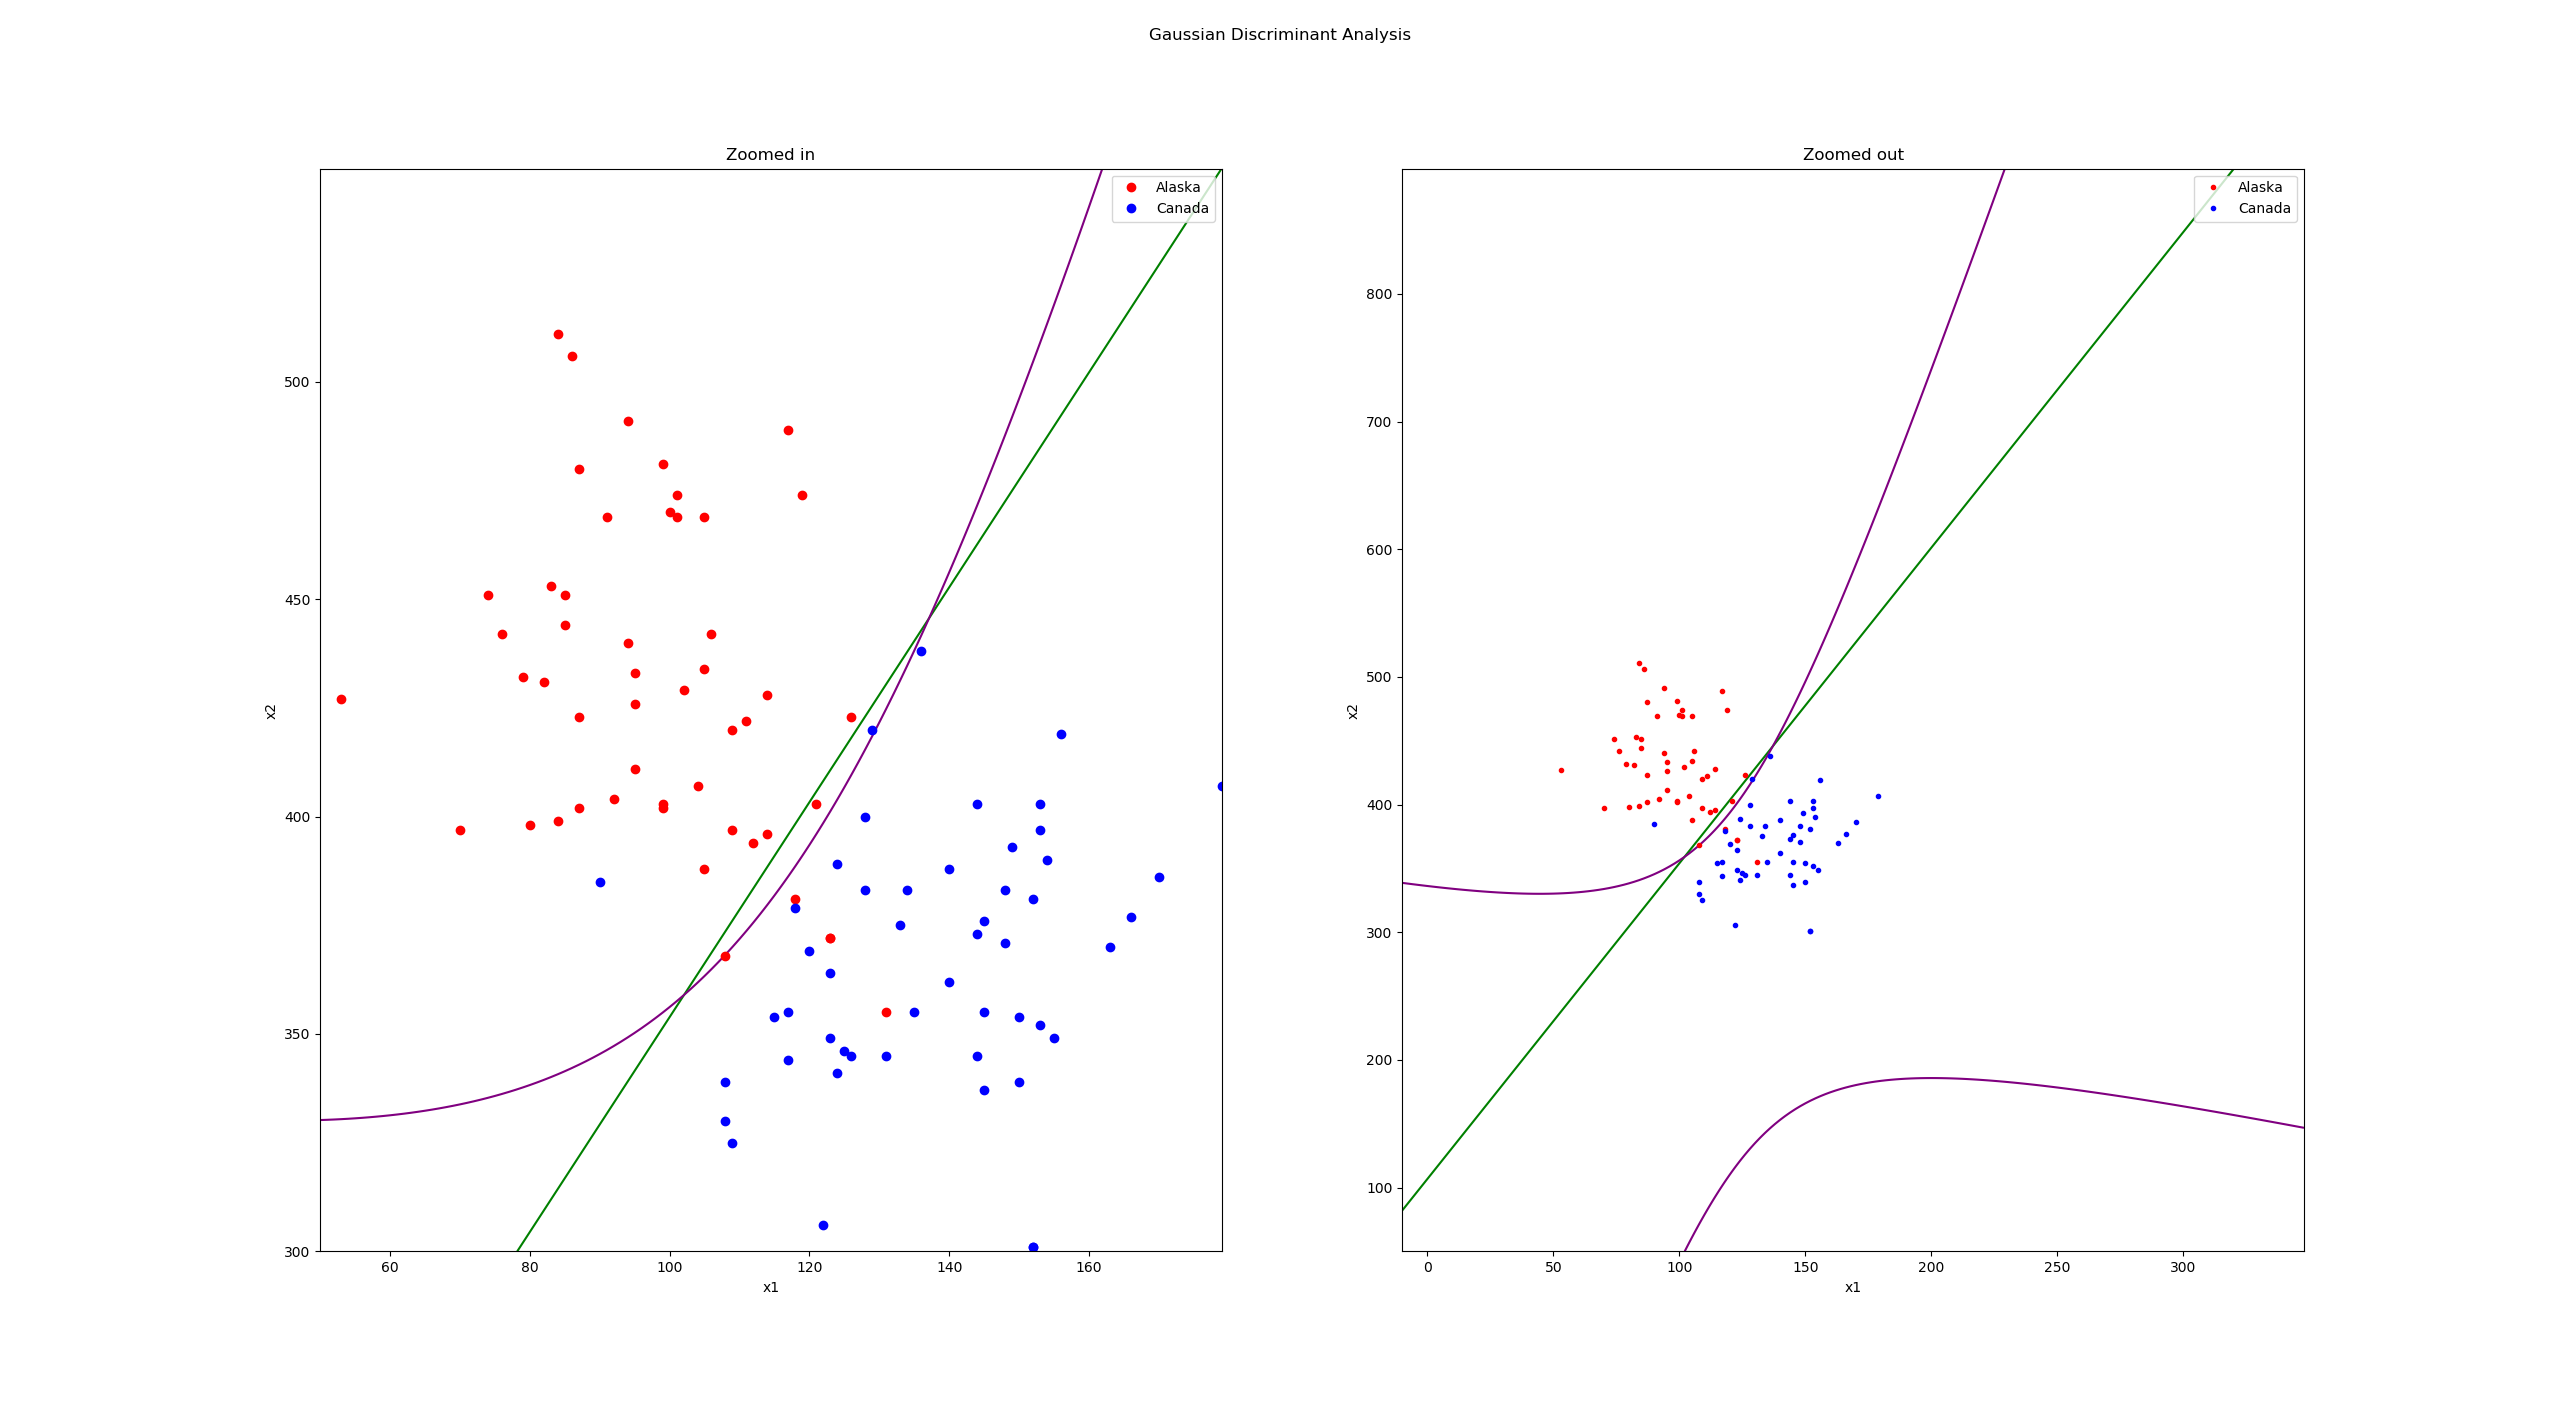 Gaussian Discriminant Analysis
Zoomed in
Alaska
Canada
500
450
400
350
300
x2
60 80 100 120 140 160
x1
Zoomed out
Alaska
Canada
800
700
600
500
400
300
200
100
x2
0 50 100 150 200 250 300
x1